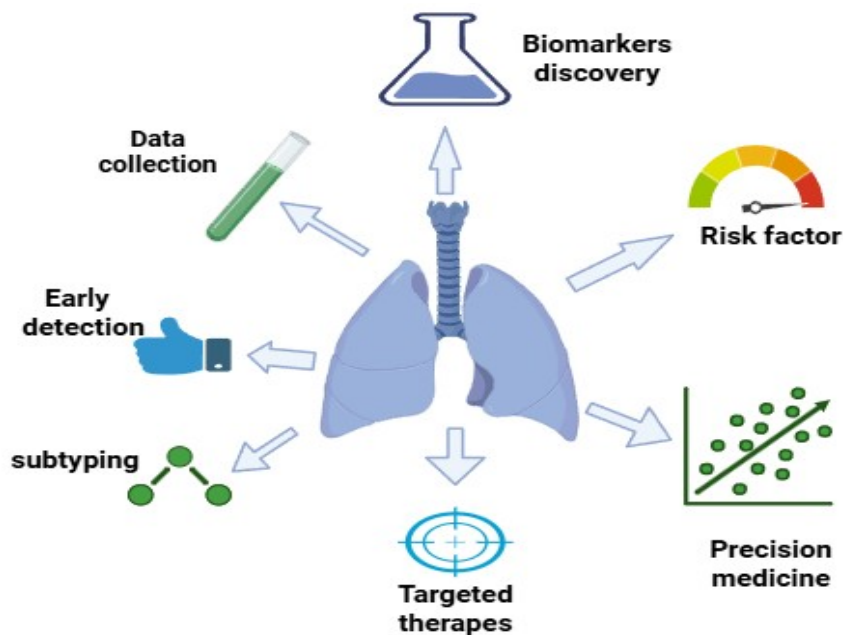 Biomarkers
discovery
Data
collection
Risk factor
Early
detection
subtyping
Targeted
therapes
Precision
medicine